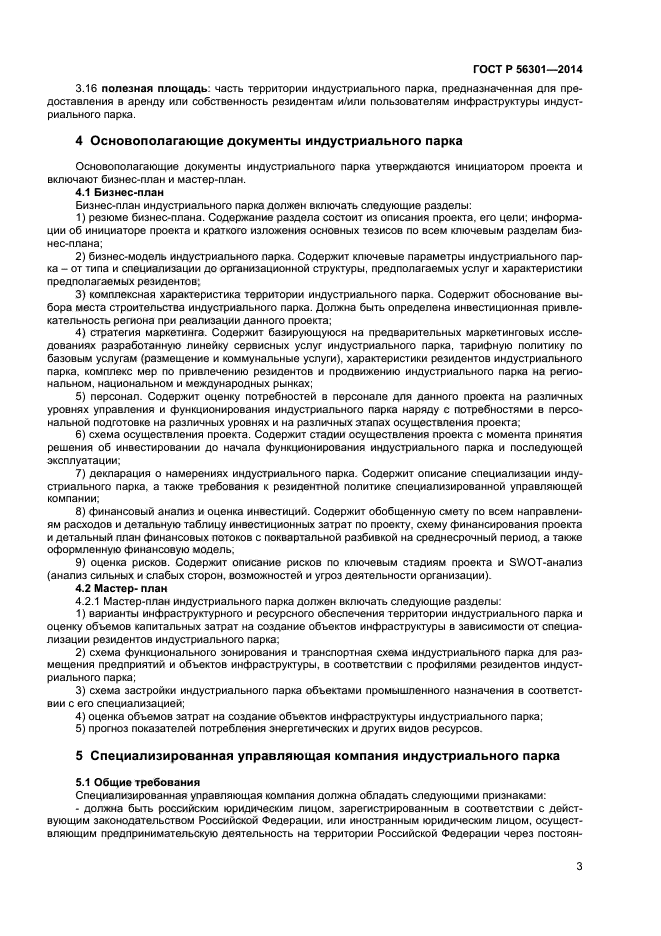 ГОСТ Р 56301—2014
3.16 полезная площадь: часть территории индустриального парка, предназначенная для пре-
доставления в аренду или собственность резидентам и/или пользователям инфраструктуры индуст-
риального парка.
4 Основополагающие документы индустриального парка
Основополагающие документы индустриального парка утверждаются инициатором проекта и
включают бизнес-план и мастер-план.
4.1 Бизнес-план
Бизнес-план индустриального парка должен включать следующие разделы:
1) резюме бизнес-плана. Содержание раздела состоит из описания проекта, его цели; информа-
ции об инициаторе проекта и краткого изложения основных тезисов по всем ключевым разделам биз-
нес-плана;
2) бизнес-модель индустриального парка. Содержит ключевые параметры индустриального пар-
ка – от типа и специализации до организационной структуры, предполагаемых услуг и характеристики
предполагаемых резидентов;
3) комплексная характеристика территории индустриального парка. Содержит обоснование вы-
бора места строительства индустриального парка. Должна быть определена инвестиционная привле-
кательность региона при реализации данного проекта;
4) стратегия маркетинга. Содержит базирующуюся на предварительных маркетинговых иссле-
дованиях разработанную линейку сервисных услуг индустриального парка, тарифную политику по
базовым услугам (размещение и коммунальные услуги), характеристики резидентов индустриального
парка, комплекс мер по привлечению резидентов и продвижению индустриального парка на регио-
нальном, национальном и международных рынках;
5) персонал. Содержит оценку потребностей в персонале для данного проекта на различных
уровнях управления и функционирования индустриального парка наряду с потребностями в персо-
нальной подготовке на различных уровнях и на различных этапах осуществления проекта;
6) схема осуществления проекта. Содержит стадии осуществления проекта с момента принятия
решения об инвестировании до начала функционирования индустриального парка и последующей
эксплуатации;
7) декларация о намерениях индустриального парка. Содержит описание специализации инду-
стриального парка, а также требования к резидентной политике специализированной управляющей
компании;
8) финансовый анализ и оценка инвестиций. Содержит обобщенную смету по всем направлени-
ям расходов и детальную таблицу инвестиционных затрат по проекту, схему финансирования проекта
и детальный план финансовых потоков с поквартальной разбивкой на среднесрочный период, а также
оформленную финансовую модель;
9) оценка рисков. Содержит описание рисков по ключевым стадиям проекта и SWOT-анализ
(анализ сильных и слабых сторон, возможностей и угроз деятельности организации).
4.2 Мастер- план
4.2.1 Мастер-план индустриального парка должен включать следующие разделы:
1) варианты инфраструктурного и ресурсного обеспечения территории индустриального парка и
оценку объемов капитальных затрат на создание объектов инфраструктуры в зависимости от специа-
лизации резидентов индустриального парка;
2) схема функционального зонирования и транспортная схема индустриального парка для раз-
мещения предприятий и объектов инфраструктуры, в соответствии с профилями резидентов индуст-
риального парка;
3) схема застройки индустриального парка объектами промышленного назначения в соответст-
вии с его специализацией;
4) оценка объемов затрат на создание объектов инфраструктуры индустриального парка;
5) прогноз показателей потребления энергетических и других видов ресурсов.
5 Специализированная управляющая компания индустриального парка
5.1 Общие требования
Специализированная управляющая компания должна обладать следующими признаками:
- должна быть российским юридическим лицом, зарегистрированным в соответствии с дейст-
вующим законодательством Российской Федерации, или иностранным юридическим лицом, осущест-
вляющим предпринимательскую деятельность на территории Российской Федерации через постоян-
3